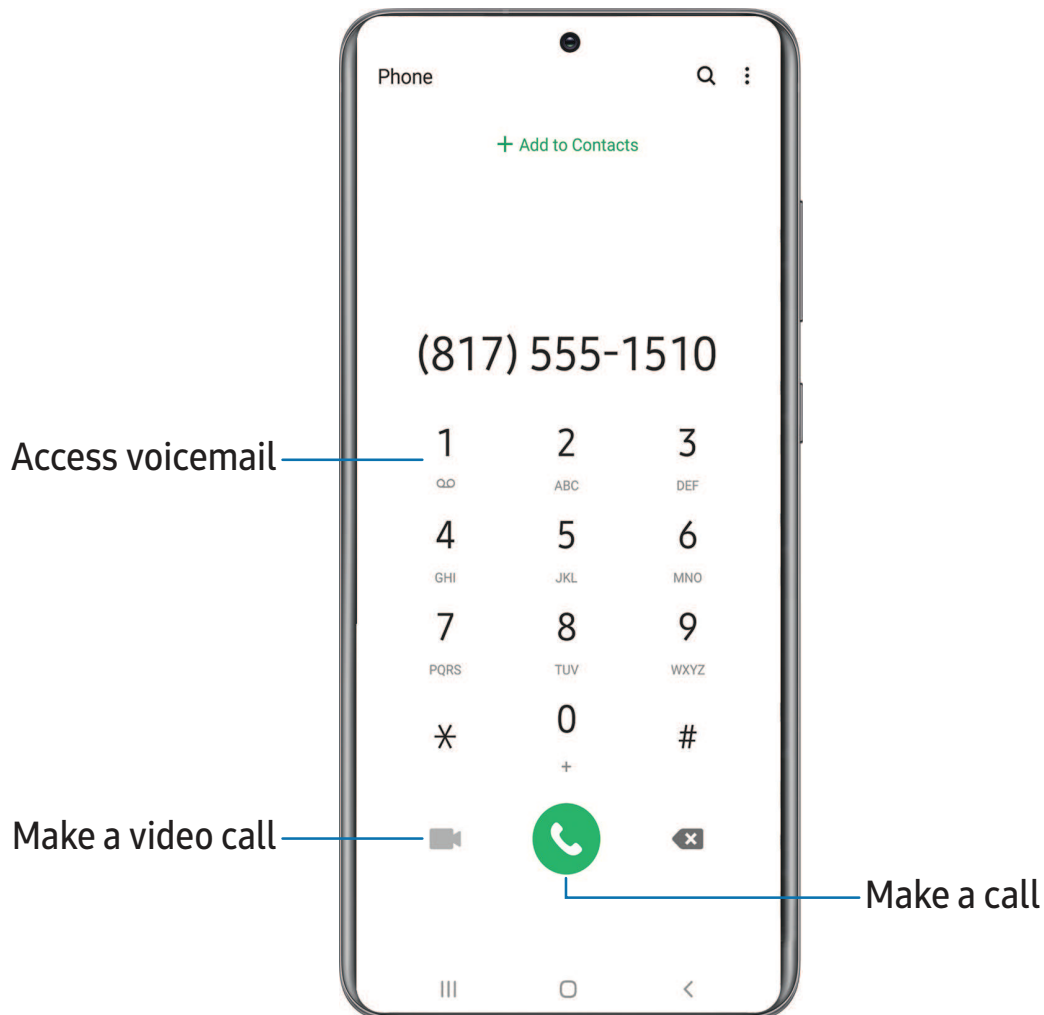 Phone
+ Add to Contacts
(817) 555-1510
Access voicemail
1 2 3
ABC DEF
4 5 6
GHI JKL MNO
7 8 9
PQRS TUV WXYZ
* 0 #
+
Make a video call
Make a call